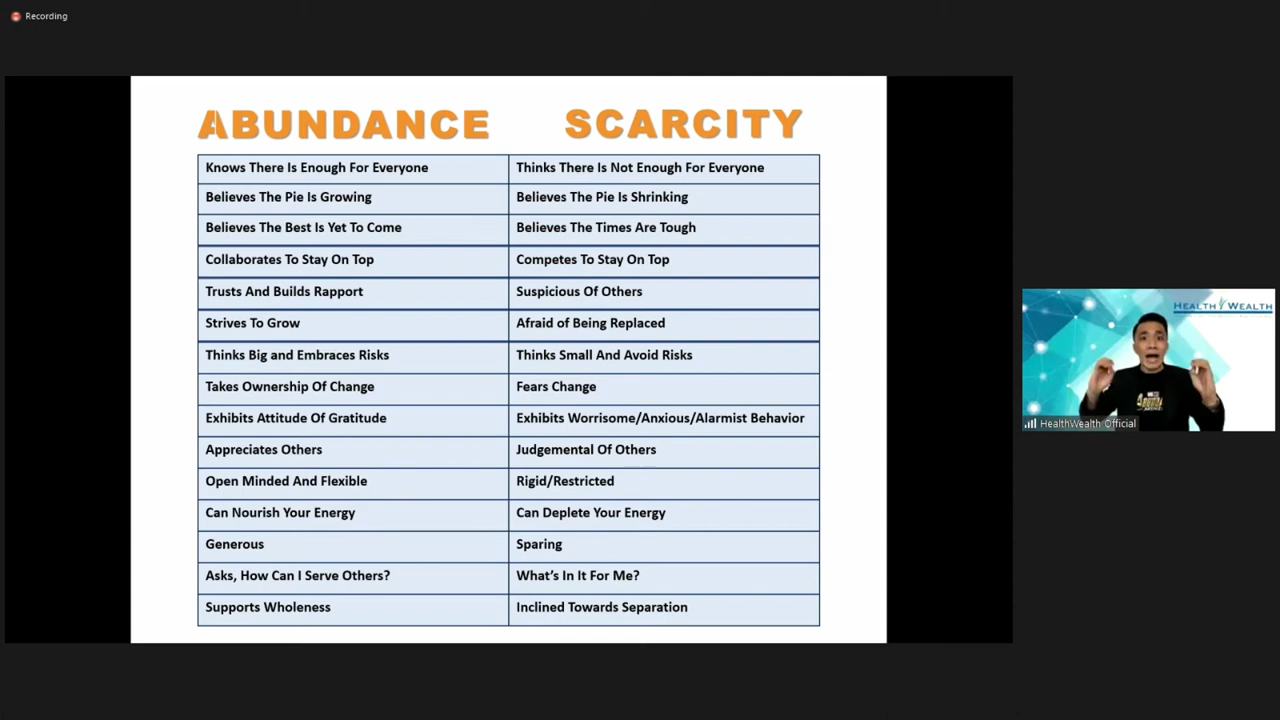 Recording
ABUNDANCE SCARCITY
Knows There Is Enough For Everyone Thinks There Is Not Enough For Everyone
Believes The Pie Is Growing Believes The Pie Is Shrinking
Believes The Best Is Yet To Come Believes The Times Are Tough
Collaborates To Stay On Top Competes To Stay On Top
Trusts And Builds Rapport Suspicious Of Others
Strives To Grow Afraid of Being Replaced
Thinks Big and Embraces Risks Thinks Small And Avoid Risks
Takes Ownership Of Change Fears Change
Exhibits Attitude Of Gratitude Exhibits Worrisome/Anxious/Alarmist Behavior
Appreciates Others Judgemental Of Others
Open Minded And Flexible Rigid/Restricted
Can Nourish Your Energy Can Deplete Your Energy
Generous Sparing
Asks, How Can I Serve Others? What's In It For Me?
Supports Wholeness Inclined Towards Separation
HEALTH WEALTH
HealthWealth Official